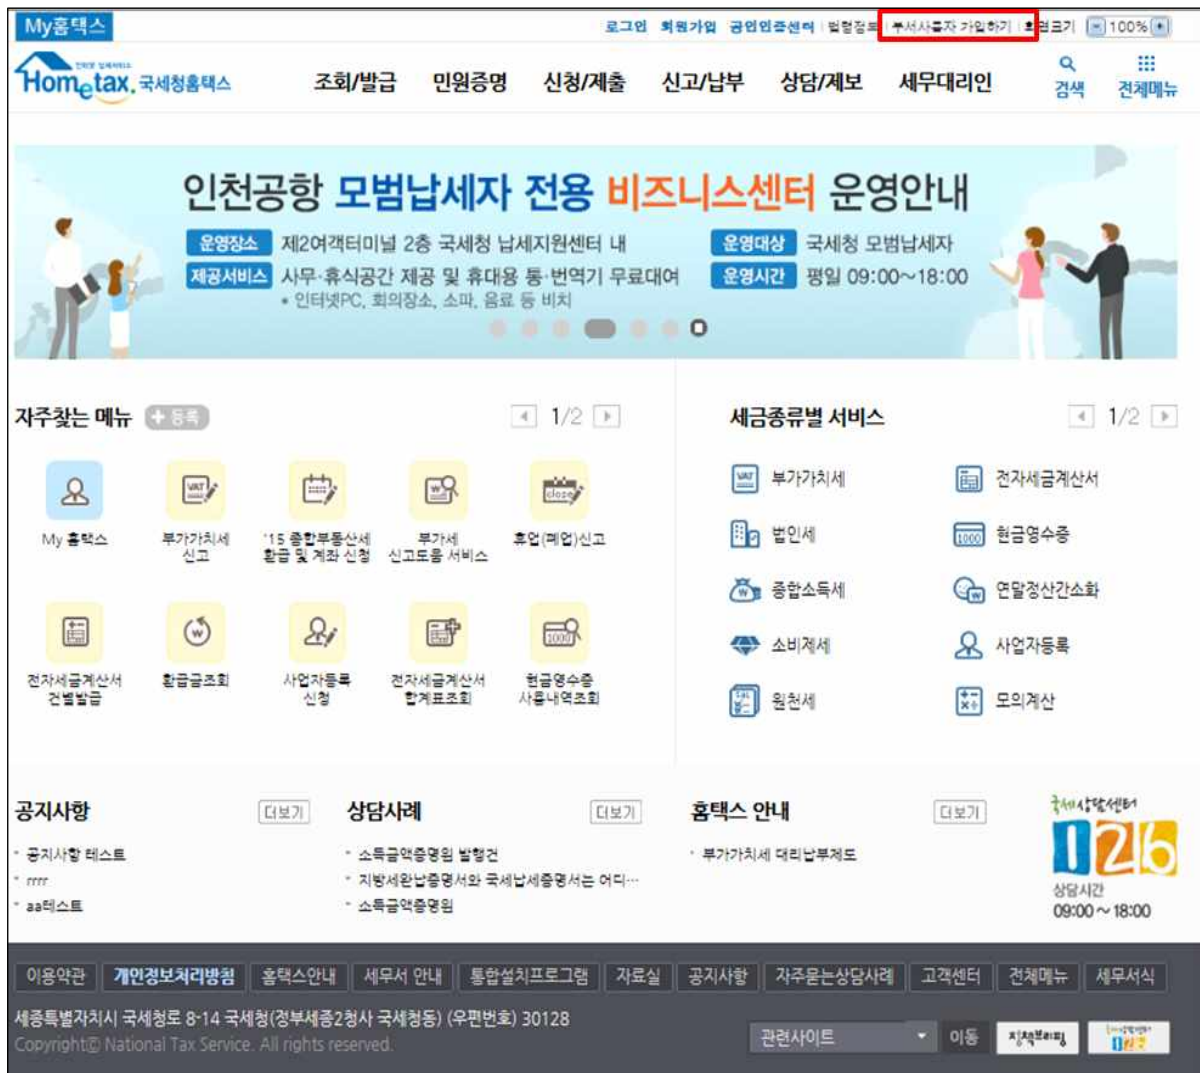 My홈택스
로그인 회원가입 공인인증센터 법령정보 부서사용자 가입하기 화면크기 100%
Hometax. 국세청홈택스
조회/발급 민원증명 신청/제출 신고/납부 상담/제보 세무대리인 검색 전체메뉴
인천공항 모범납세자 전용 비즈니스센터 운영안내
운영장소 제2여객터미널 2층 국세청 납세지원센터 내 운영대상 국세청 모범납세자
제공서비스 사무·휴식공간 제공 및 휴대용 통·번역기 무료대여 운영시간 평일 09:00~18:00
* 인터넷PC, 회의장소, 소파, 음료 등 비치
자주찾는 메뉴 + 등록 1/2
My 홈택스
부가가치세 신고
'15 종합부동산세 환급 및 계좌 신청
부가세 신고도움 서비스
close
휴업(폐업)신고
전자세금계산서 건별발급
환급금조회
사업자등록 신청
전자세금계산서 합계표조회
현금영수증 사용내역조회
세금종류별 서비스 1/2
부가가치세 전자세금계산서
법인세 현금영수증
종합소득세 연말정산간소화
소비제세 사업자등록
원천세 모의계산
공지사항 더보기
· 공지사항 테스트
· rrrr
· aa테스트
상담사례 더보기
· 소득금액증명원 발행건
· 지방세완납증명서와 국세납세증명서는 어디…
· 소득금액증명원
홈택스 안내 더보기
· 부가가치세 대리납부제도
국세상담센터
126
상담시간
09:00 ~ 18:00
이용약관 개인정보처리방침 홈택스안내 세무서 안내 통합설치프로그램 자료실 공지사항 자주묻는상담사례 고객센터 전체메뉴 세무서식
세종특별자치시 국세청로 8-14 국세청(정부세종2청사 국세청동) (우편번호) 30128
Copyright© National Tax Service. All rights reserved.
관련사이트 이동 정책브리핑 126